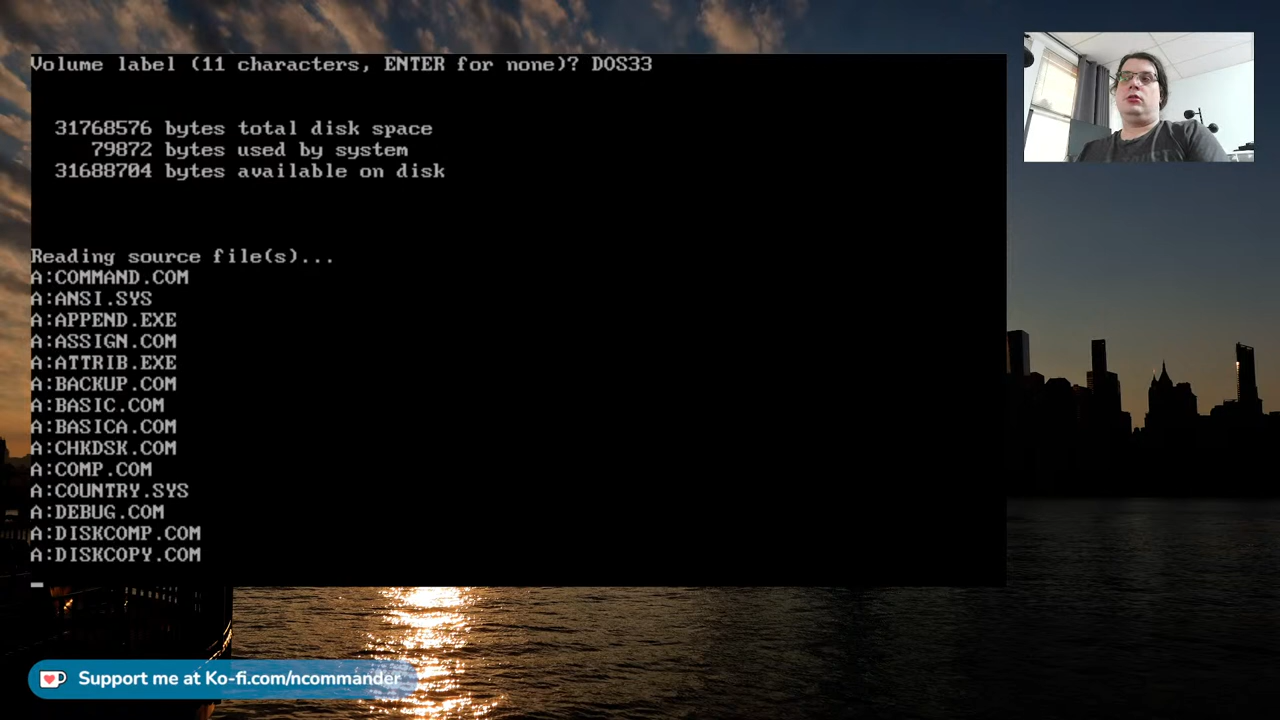 Volume label (11 characters, ENTER for none)? DOS33
31768576 bytes total disk space
79872 bytes used by system
31688704 bytes available on disk
Reading source file(s)...
A:COMMAND.COM
A:ANSI.SYS
A:APPEND.EXE
A:ASSIGN.COM
A:ATTRIB.EXE
A:BACKUP.COM
A:BASIC.COM
A:BASICA.COM
A:CHKDSK.COM
A:COMP.COM
A:COUNTRY.SYS
A:DEBUG.COM
A:DISKCOMP.COM
A:DISKCOPY.COM
Support me at Ko-fi.com/ncommander